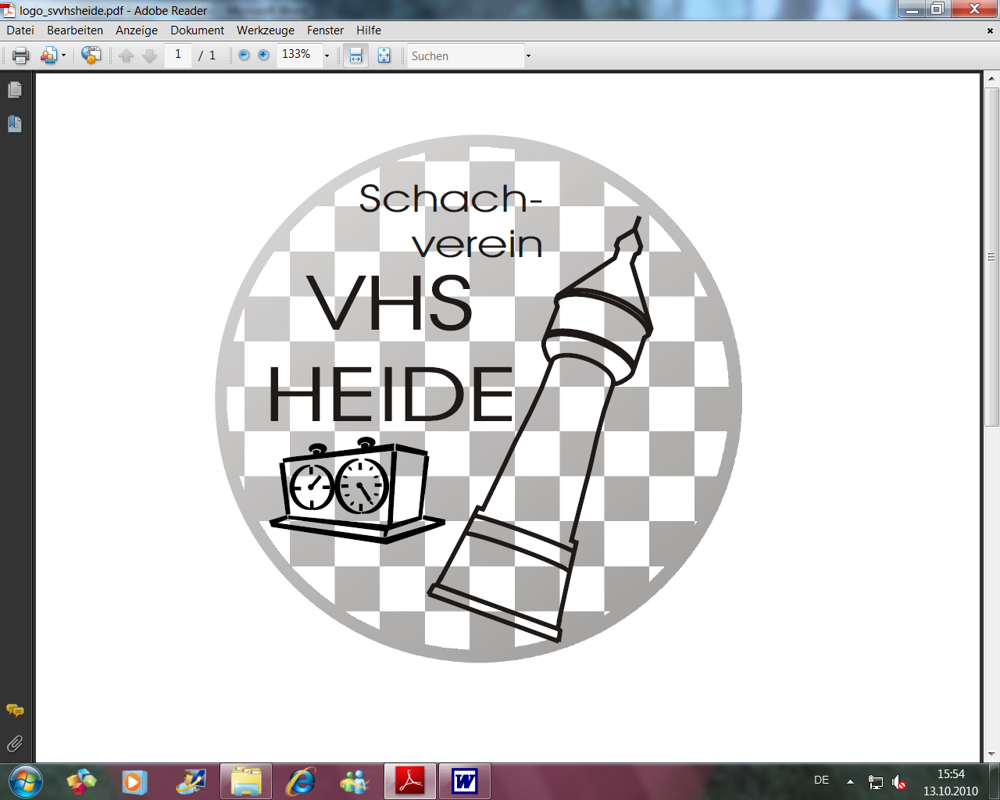 logo_svvhsheide.pdf - Adobe Reader
Datei Bearbeiten Anzeige Dokument Werkzeuge Fenster Hilfe
1 / 1 133% Suchen
Schach-
verein
VHS
HEIDE
DE
15:54
13.10.2010